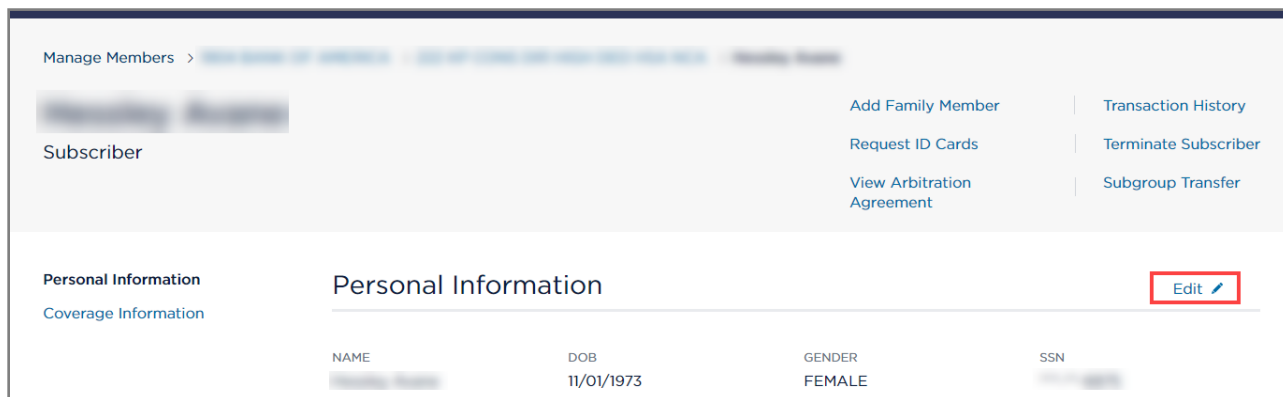 Manage Members >
Subscriber
Add Family Member
Transaction History
Request ID Cards
Terminate Subscriber
View Arbitration
Agreement
Subgroup Transfer
Personal Information
Coverage Information
Personal Information
Edit
NAME DOB GENDER SSN
11/01/1973 FEMALE